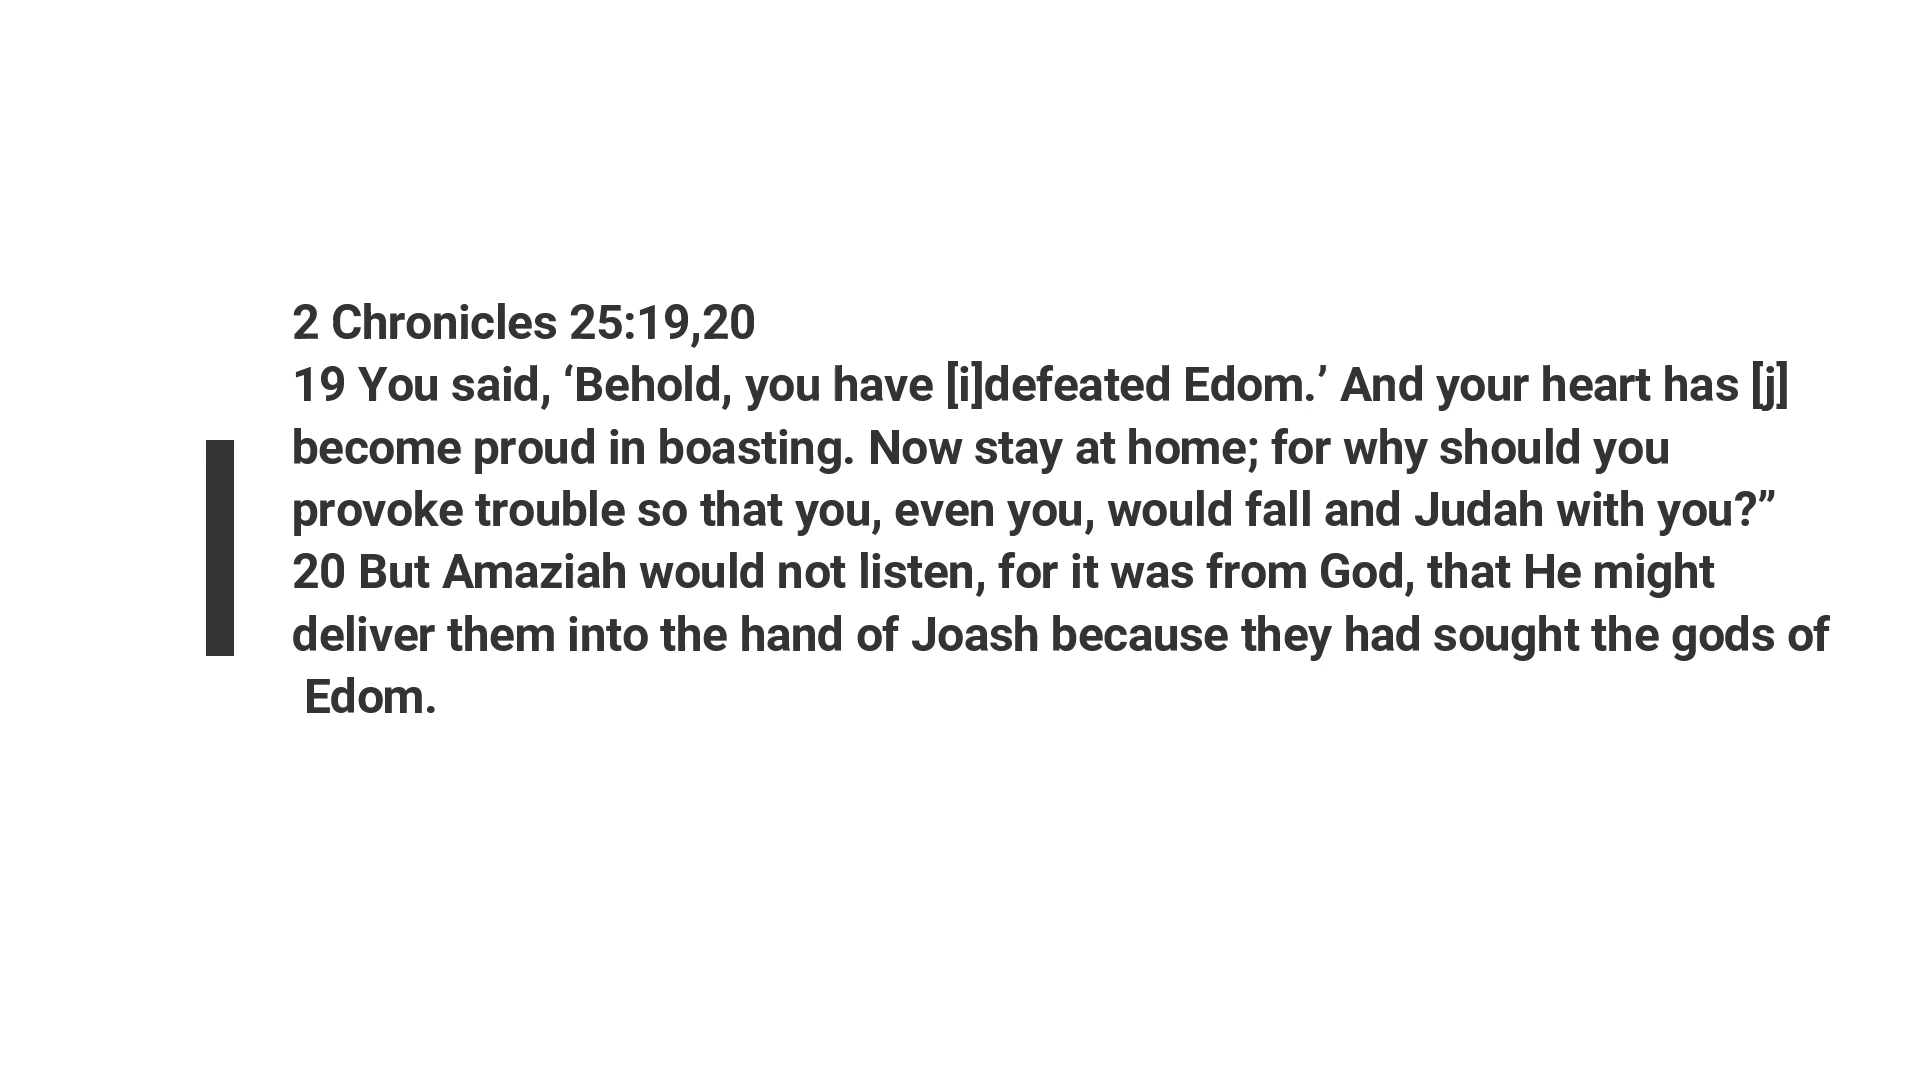 2 Chronicles 25:19,20
19 You said, ‘Behold, you have [i]defeated Edom.’ And your heart has [j]
become proud in boasting. Now stay at home; for why should you
provoke trouble so that you, even you, would fall and Judah with you?”
20 But Amaziah would not listen, for it was from God, that He might
deliver them into the hand of Joash because they had sought the gods of
Edom.